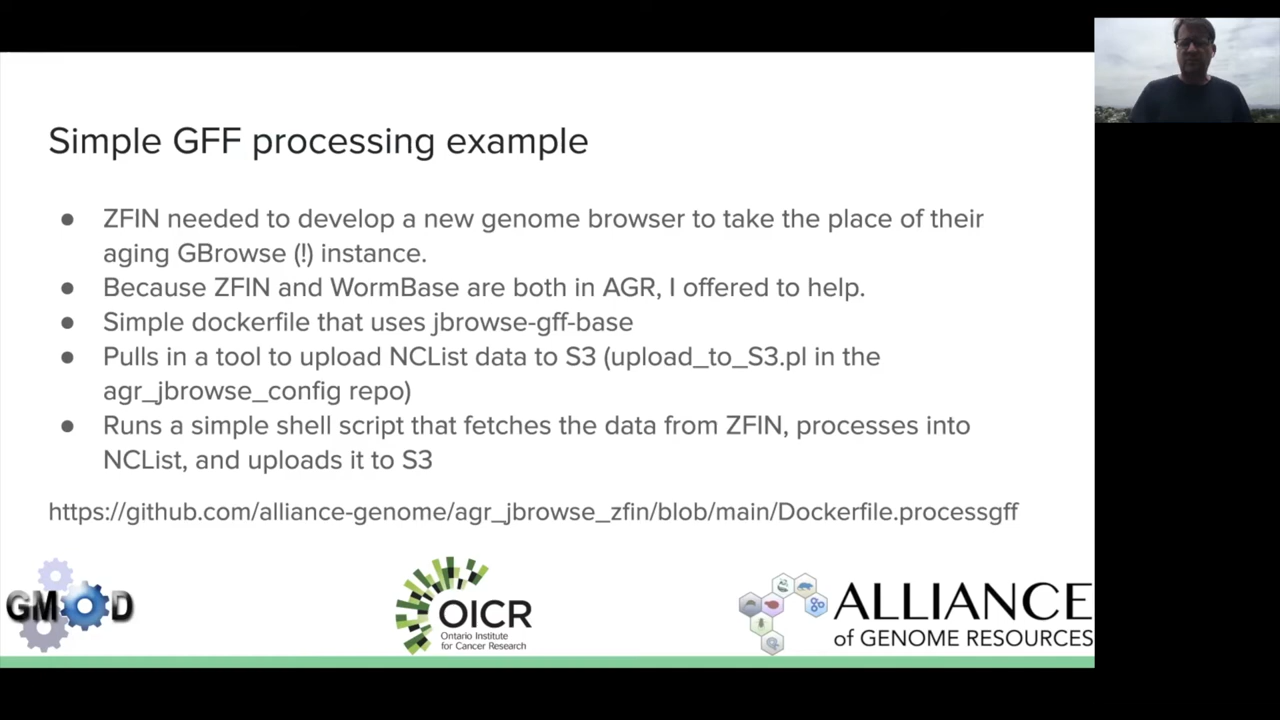 Simple GFF processing example
● ZFIN needed to develop a new genome browser to take the place of their
aging GBrowse (!) instance.
● Because ZFIN and WormBase are both in AGR, I offered to help.
● Simple dockerfile that uses jbrowse-gff-base
● Pulls in a tool to upload NCList data to S3 (upload_to_S3.pl in the
agr_jbrowse_config repo)
● Runs a simple shell script that fetches the data from ZFIN, processes into
NCList, and uploads it to S3
https://github.com/alliance-genome/agr_jbrowse_zfin/blob/main/Dockerfile.processgff
GMOD
OICR
Ontario Institute
for Cancer Research
ALLIANCE
of GENOME RESOURCES